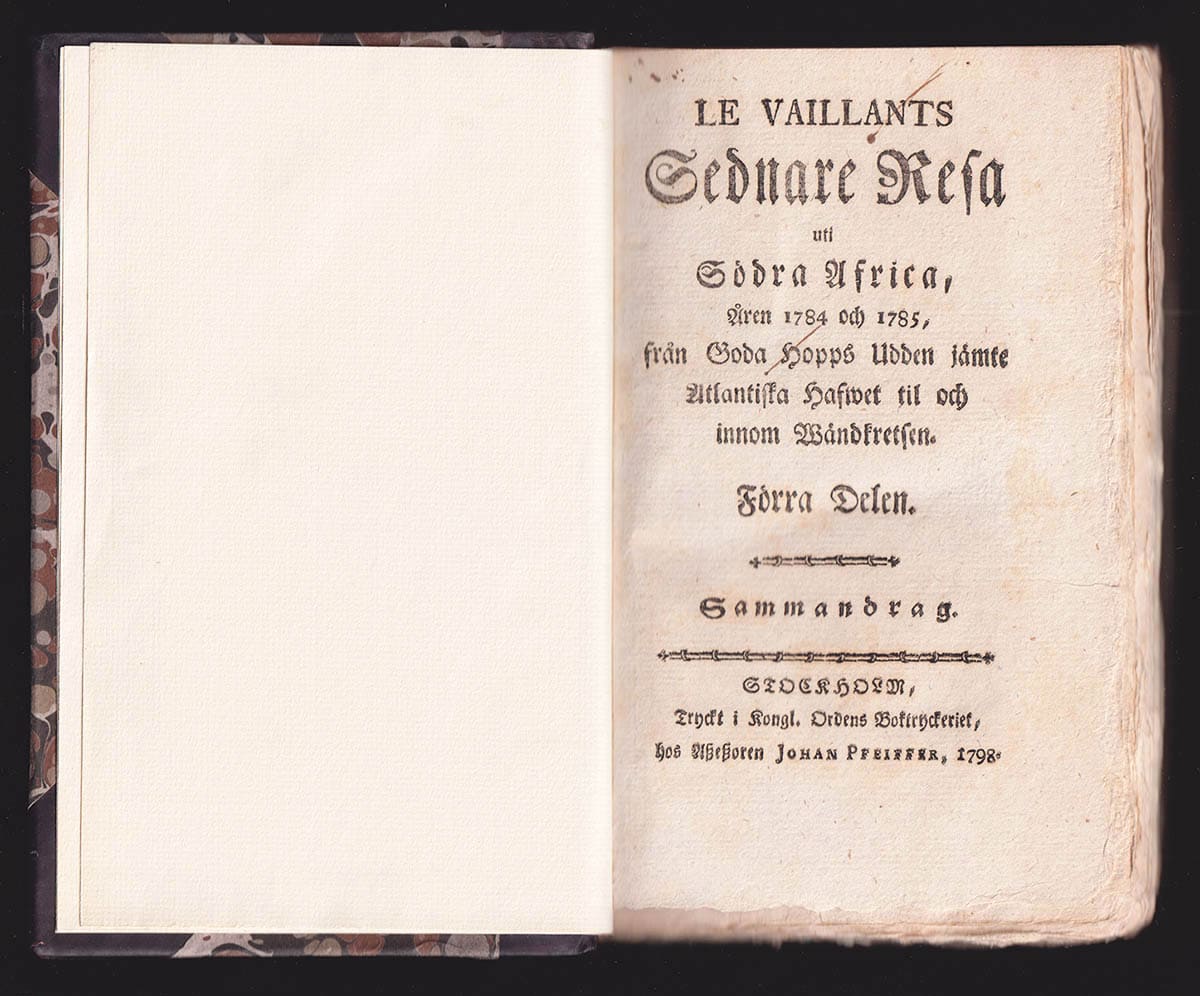 LE VAILLANTS
Sednare Resa
uti
Södra Africa,
Åren 1784 och 1785,
från Goda Hopps Udden jämte
Atlantiska Hafwet til och
innom Wändkretsen.
Förra Delen.
Sammandrag.
STOCKHOLM,
Tryckt i Kongl. Ordens Boktryckeriet,
hos Aßeßoren JOHAN PFEIFFER, 1798.